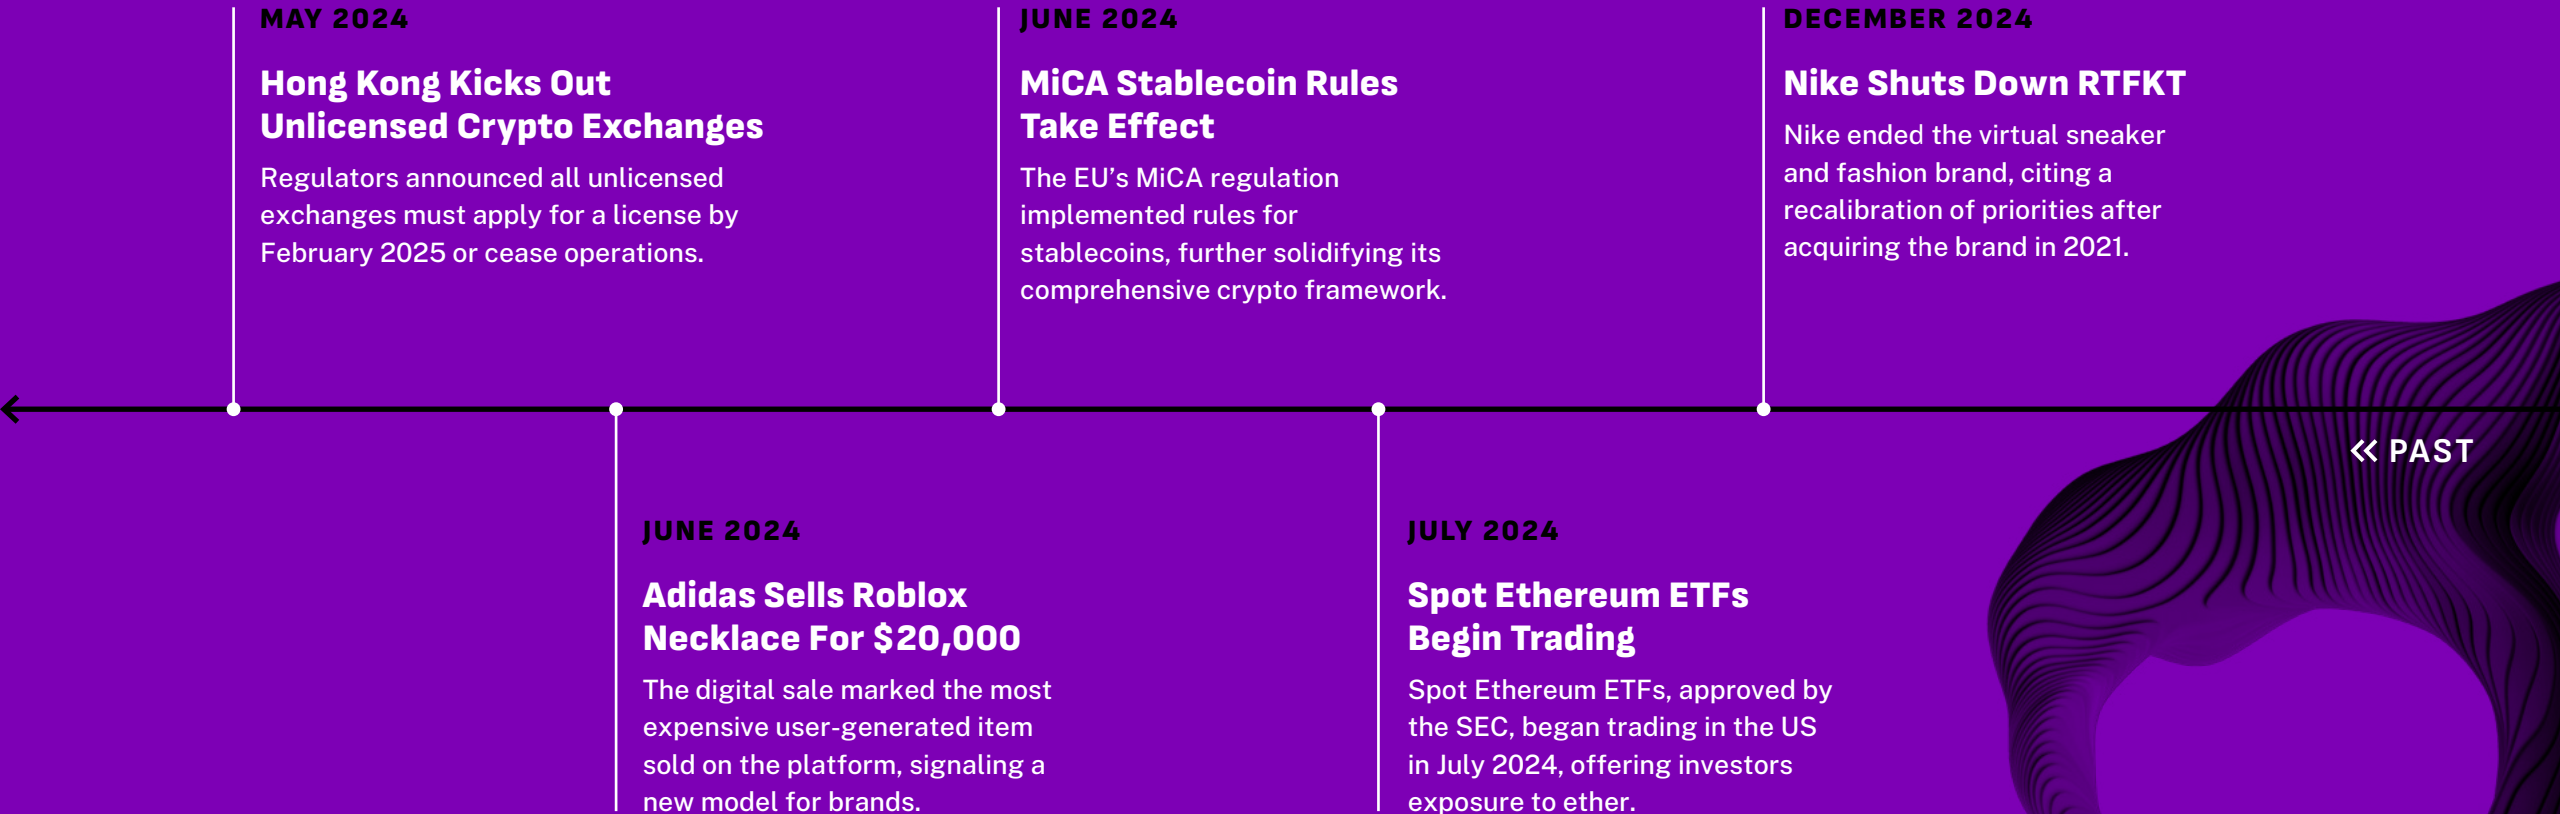 MAY 2024
Hong Kong Kicks Out
Unlicensed Crypto Exchanges
Regulators announced all unlicensed
exchanges must apply for a license by
February 2025 or cease operations.
JUNE 2024
MiCA Stablecoin Rules
Take Effect
The EU’s MiCA regulation
implemented rules for
stablecoins, further solidifying its
comprehensive crypto framework.
DECEMBER 2024
Nike Shuts Down RTFKT
Nike ended the virtual sneaker
and fashion brand, citing a
recalibration of priorities after
acquiring the brand in 2021.
« PAST
JUNE 2024
Adidas Sells Roblox
Necklace For $20,000
The digital sale marked the most
expensive user-generated item
sold on the platform, signaling a
new model for brands.
JULY 2024
Spot Ethereum ETFs
Begin Trading
Spot Ethereum ETFs, approved by
the SEC, began trading in the US
in July 2024, offering investors
exposure to ether.